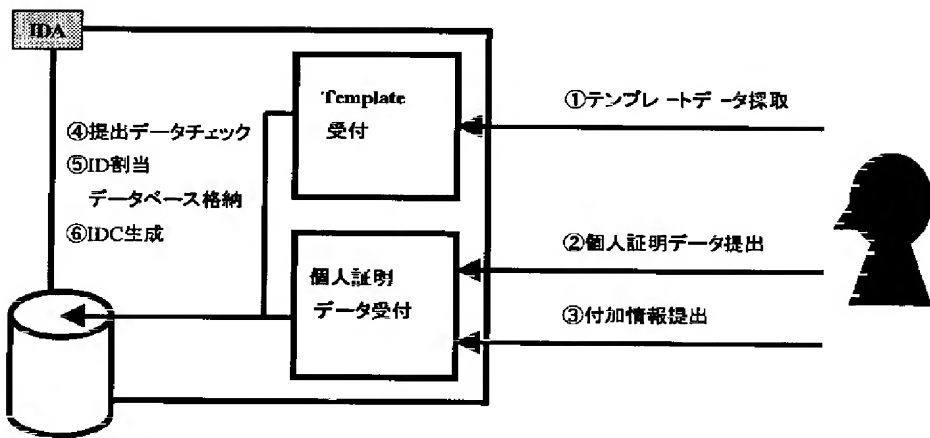 IDA
Template
受付
①テンプレートデータ採取
④提出データチェック
⑤ID割当
データベース格納
⑥IDC生成
②個人証明データ提出
個人証明
データ受付
③付加情報提出